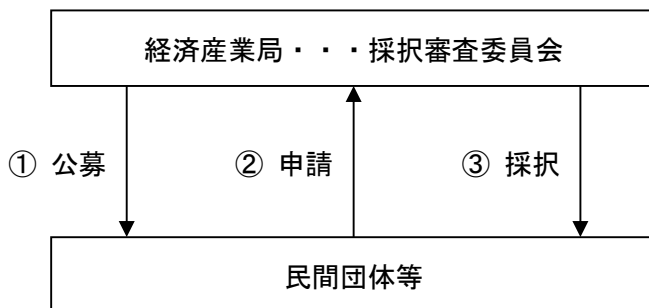 経済産業局・・・採択審査委員会
① 公募
② 申請
③ 採択
民間団体等